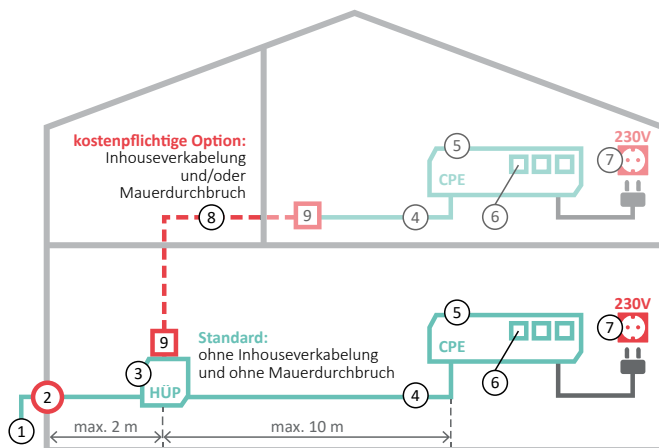 kostenpflichtige Option:
Inhouseverkabelung
und/oder
Mauerdurchbruch
5
CPE
6
230V
7
8
9
4
Standard:
ohne Inhouseverkabelung
und ohne Mauerdurchbruch
9
3
HÜP
5
CPE
6
230V
7
4
2
1
max. 2 m
max. 10 m